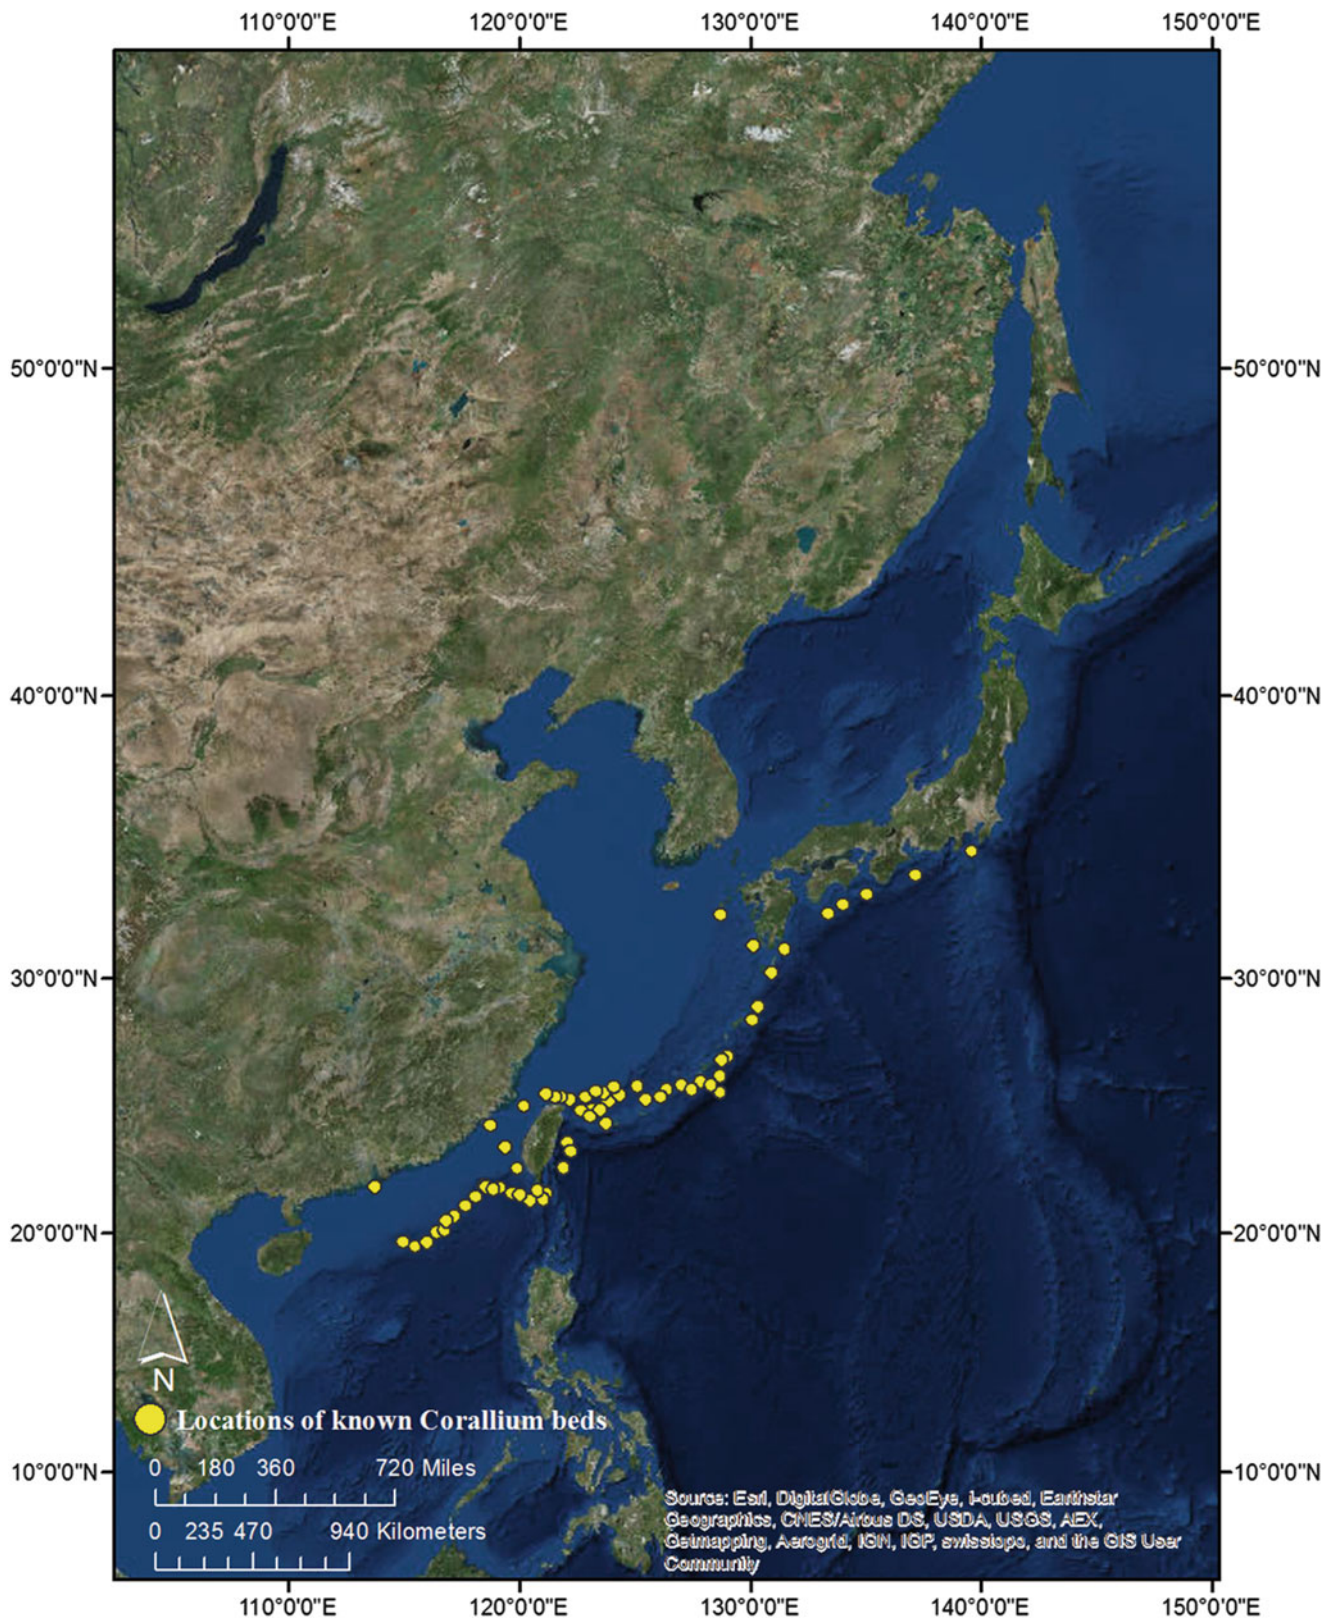 110°0'0"E 120°0'0"E 130°0'0"E 140°0'0"E 150°0'0"E
50°0'0"N 50°0'0"N
40°0'0"N 40°0'0"N
30°0'0"N 30°0'0"N
20°0'0"N 20°0'0"N
N
Locations of known Corallium beds
0 180 360 720 Miles
10°0'0"N 10°0'0"N
Source: Esri, DigitalGlobe, GeoEye, i-cubed, Earthstar
Geographics, CNES/Airbus DS, USDA, USGS, AEX,
Getmapping, Aerogrid, IGN, IGP, swisstopo, and the GIS User
Community
0 235 470 940 Kilometers
110°0'0"E 120°0'0"E 130°0'0"E 140°0'0"E 150°0'0"E